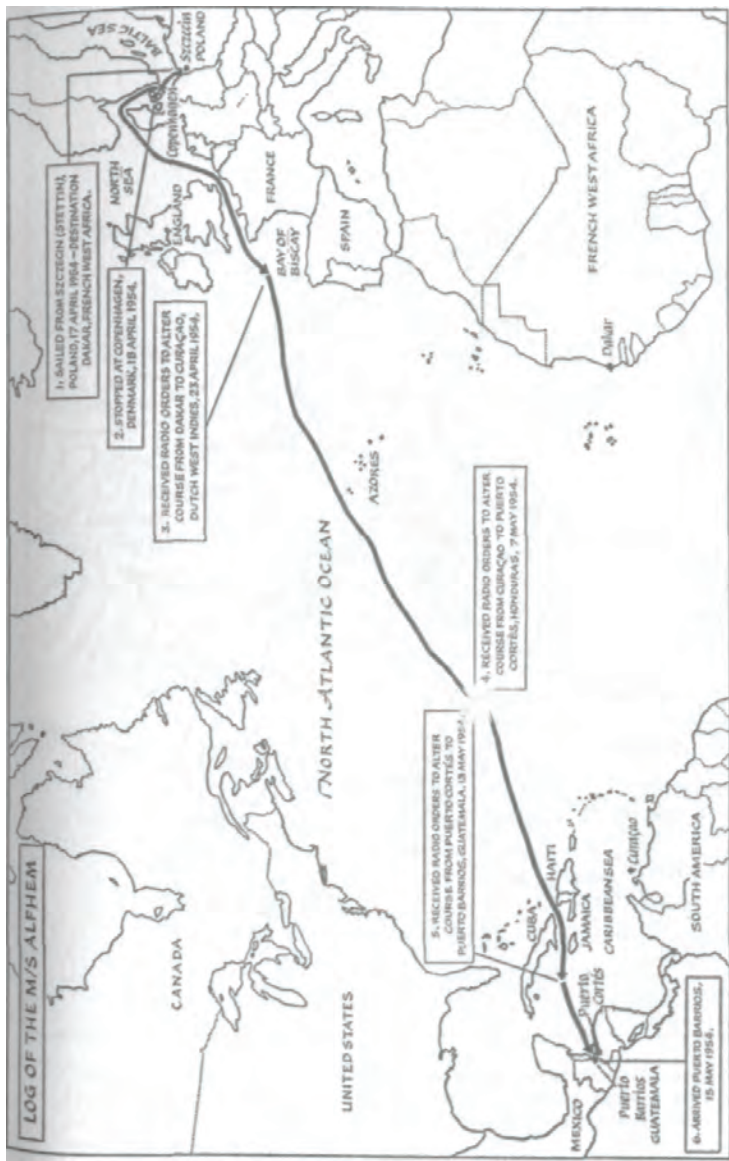 LOG OF THE M/S ALFHEM
1. SAILED FROM SZCZECIN (STETTIN),
POLAND, 17 APRIL 1954 – DESTINATION
DAKAR, FRENCH WEST AFRICA.
2. STOPPED AT COPENHAGEN,
DENMARK, 18 APRIL 1954.
3. RECEIVED RADIO ORDERS TO ALTER
COURSE FROM DAKAR TO CURAÇAO,
DUTCH WEST INDIES, 23 APRIL 1954.
4. RECEIVED RADIO ORDERS TO ALTER
COURSE FROM CURAÇAO TO PUERTO
CORTÉS, HONDURAS, 7 MAY 1954.
5. RECEIVED RADIO ORDERS TO ALTER
COURSE FROM PUERTO CORTÉS TO
PUERTO BARRIOS, GUATEMALA, 13 MAY 1954.
6. ARRIVED PUERTO BARRIOS,
15 MAY 1954.
CANADA
UNITED STATES
MEXICO
Puerto
Barrios
GUATEMALA
Puerto
Cortés
CUBA
HAITI
JAMAICA
CARIBBEAN SEA
Curaçao
SOUTH AMERICA
NORTH ATLANTIC OCEAN
AZORES
NORTH
SEA
ENGLAND
BAY OF
BISCAY
FRANCE
SPAIN
Copenhagen
BALTIC SEA
Szczecin
POLAND
FRENCH WEST AFRICA
Dakar